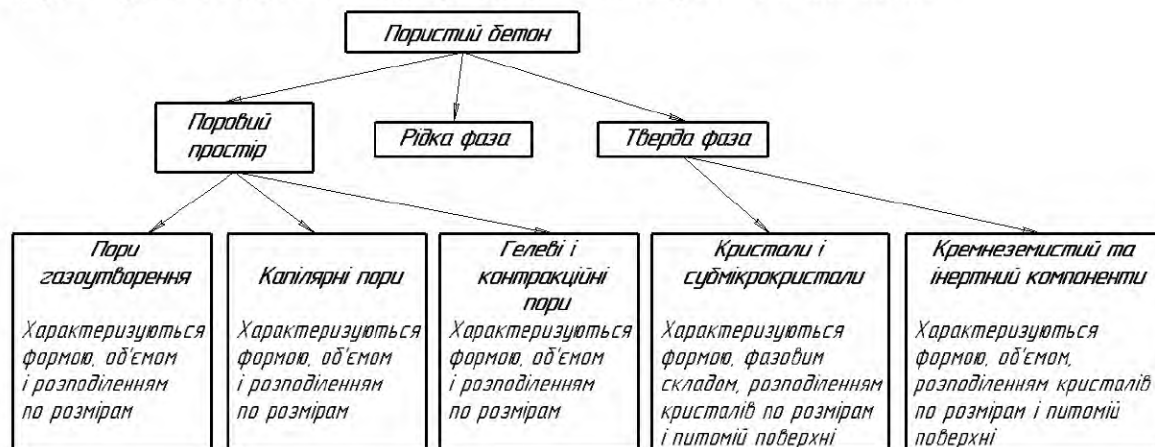 Пористий бетон
Поровий
простір
Рідка фаза
Тверда фаза
Пори
газоутворення
Характеризуються
формою, об'ємом
і розподіленням
по розмірам
Капілярні пори
Характеризуються
формою, об'ємом
і розподіленням
по розмірам
Гелеві і
контракційні
пори
Характеризуються
формою, об'ємом
і розподіленням
по розмірам
Кристали і
субмікрокристали
Характеризуються
формою, фазовим
складом, розподіленням
кристалів по розмірам
і питомій поверхні
Кремнеземистий та
інертний компоненти
Характеризуються
формою, об'ємом,
розподіленням кристалів
по розмірам і питомій
поверхні